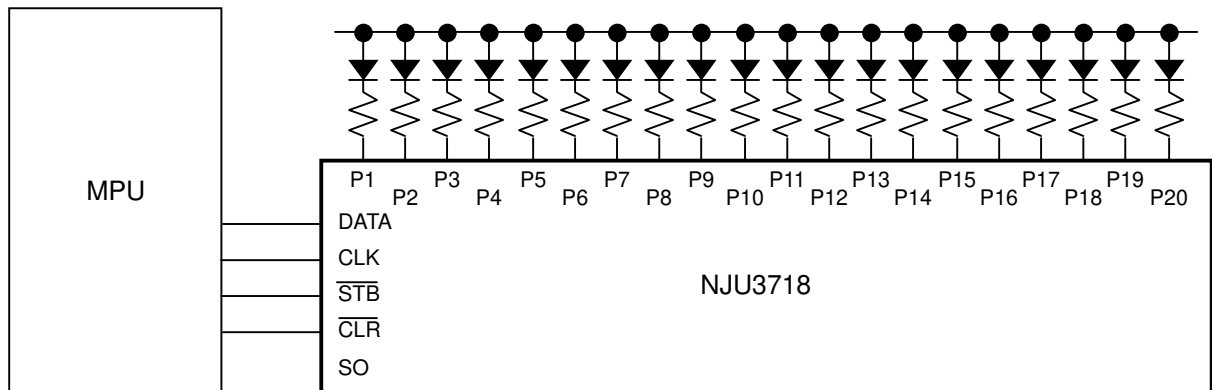 P1 P3 P5 P7 P9 P11 P13 P15 P17 P19
P2 P4 P6 P8 P10 P12 P14 P16 P18 P20
MPU
DATA
CLK
STB
CLR
SO
NJU3718